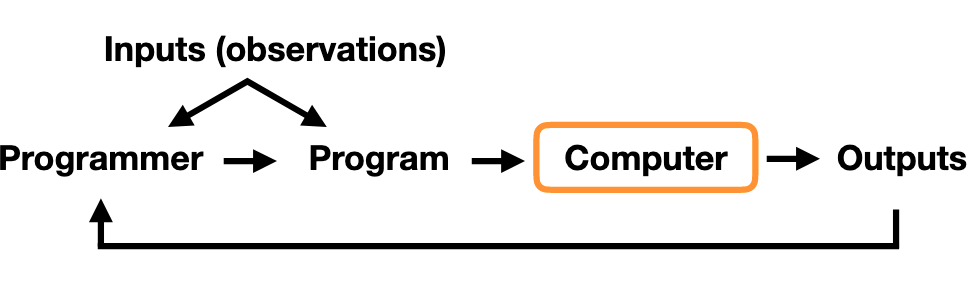 Inputs (observations)
Programmer
Program
Computer
Outputs